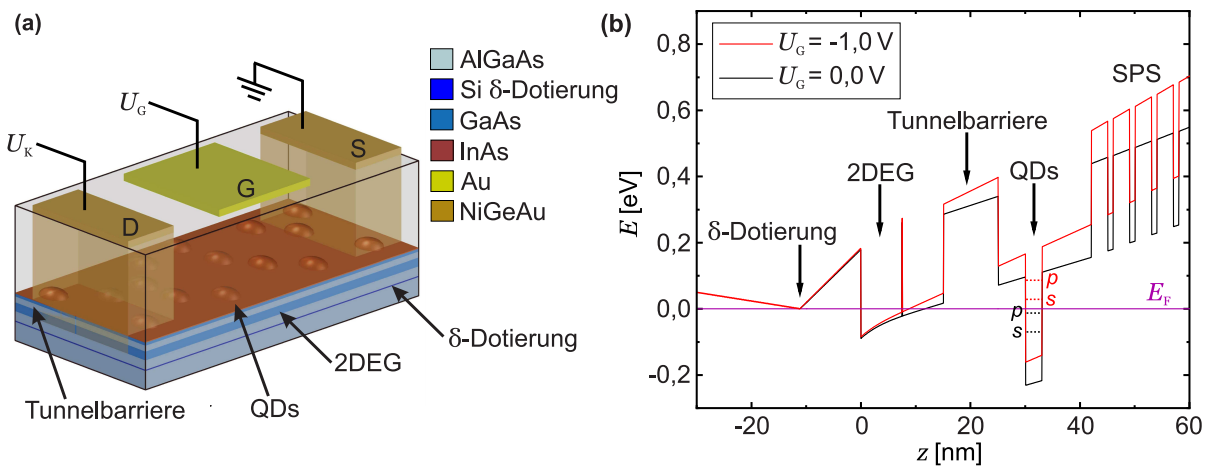 (a)
AlGaAs
Si δ-Dotierung
GaAs
InAs
Au
NiGeAu
U_G
U_K
S
G
D
δ-Dotierung
2DEG
QDs
Tunnelbarriere
(b)
U_G = -1,0 V
U_G = 0,0 V
SPS
Tunnelbarriere
2DEG
QDs
δ-Dotierung
p
s
p
s
E_F
E [eV]
0,8
0,6
0,4
0,2
0,0
-0,2
-20
0
20
40
60
z [nm]